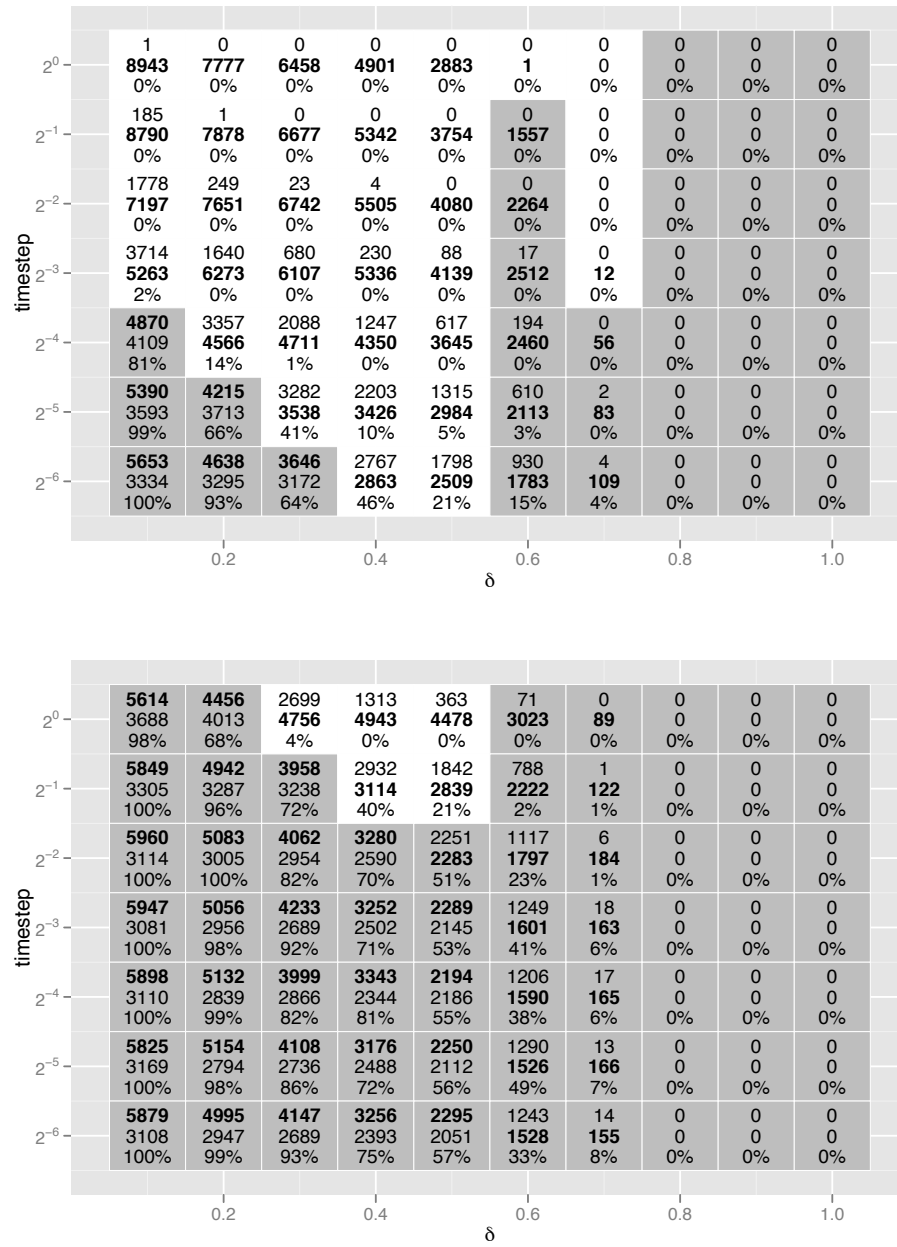 1 0 0 0 0 0 0 0 0 0
2⁰ 8943 7777 6458 4901 2883 1 0 0 0 0
0% 0% 0% 0% 0% 0% 0% 0% 0% 0%
185 1 0 0 0 0 0 0 0 0
2⁻¹ 8790 7878 6677 5342 3754 1557 0 0 0 0
0% 0% 0% 0% 0% 0% 0% 0% 0% 0%
1778 249 23 4 0 0 0 0 0 0
2⁻² 7197 7651 6742 5505 4080 2264 0 0 0 0
0% 0% 0% 0% 0% 0% 0% 0% 0% 0%
3714 1640 680 230 88 17 0 0 0 0
2⁻³ 5263 6273 6107 5336 4139 2512 12 0 0 0
2% 0% 0% 0% 0% 0% 0% 0% 0% 0%
4870 3357 2088 1247 617 194 0 0 0 0
2⁻⁴ 4109 4566 4711 4350 3645 2460 56 0 0 0
81% 14% 1% 0% 0% 0% 0% 0% 0% 0%
5390 4215 3282 2203 1315 610 2 0 0 0
2⁻⁵ 3593 3713 3538 3426 2984 2113 83 0 0 0
99% 66% 41% 10% 5% 3% 0% 0% 0% 0%
5653 4638 3646 2767 1798 930 4 0 0 0
2⁻⁶ 3334 3295 3172 2863 2509 1783 109 0 0 0
100% 93% 64% 46% 21% 15% 4% 0% 0% 0%
timestep
0.2 0.4 0.6 0.8 1.0
δ
5614 4456 2699 1313 363 71 0 0 0 0
2⁰ 3688 4013 4756 4943 4478 3023 89 0 0 0
98% 68% 4% 0% 0% 0% 0% 0% 0% 0%
5849 4942 3958 2932 1842 788 1 0 0 0
2⁻¹ 3305 3287 3238 3114 2839 2222 122 0 0 0
100% 96% 72% 40% 21% 2% 1% 0% 0% 0%
5960 5083 4062 3280 2251 1117 6 0 0 0
2⁻² 3114 3005 2954 2590 2283 1797 184 0 0 0
100% 100% 82% 70% 51% 23% 1% 0% 0% 0%
5947 5056 4233 3252 2289 1249 18 0 0 0
2⁻³ 3081 2956 2689 2502 2145 1601 163 0 0 0
100% 98% 92% 71% 53% 41% 6% 0% 0% 0%
5898 5132 3999 3343 2194 1206 17 0 0 0
2⁻⁴ 3110 2839 2866 2344 2186 1590 165 0 0 0
100% 99% 82% 81% 55% 38% 6% 0% 0% 0%
5825 5154 4108 3176 2250 1290 13 0 0 0
2⁻⁵ 3169 2794 2736 2488 2112 1526 166 0 0 0
100% 98% 86% 72% 56% 49% 7% 0% 0% 0%
5879 4995 4147 3256 2295 1243 14 0 0 0
2⁻⁶ 3108 2947 2689 2393 2051 1528 155 0 0 0
100% 99% 93% 75% 57% 33% 8% 0% 0% 0%
timestep
0.2 0.4 0.6 0.8 1.0
δ